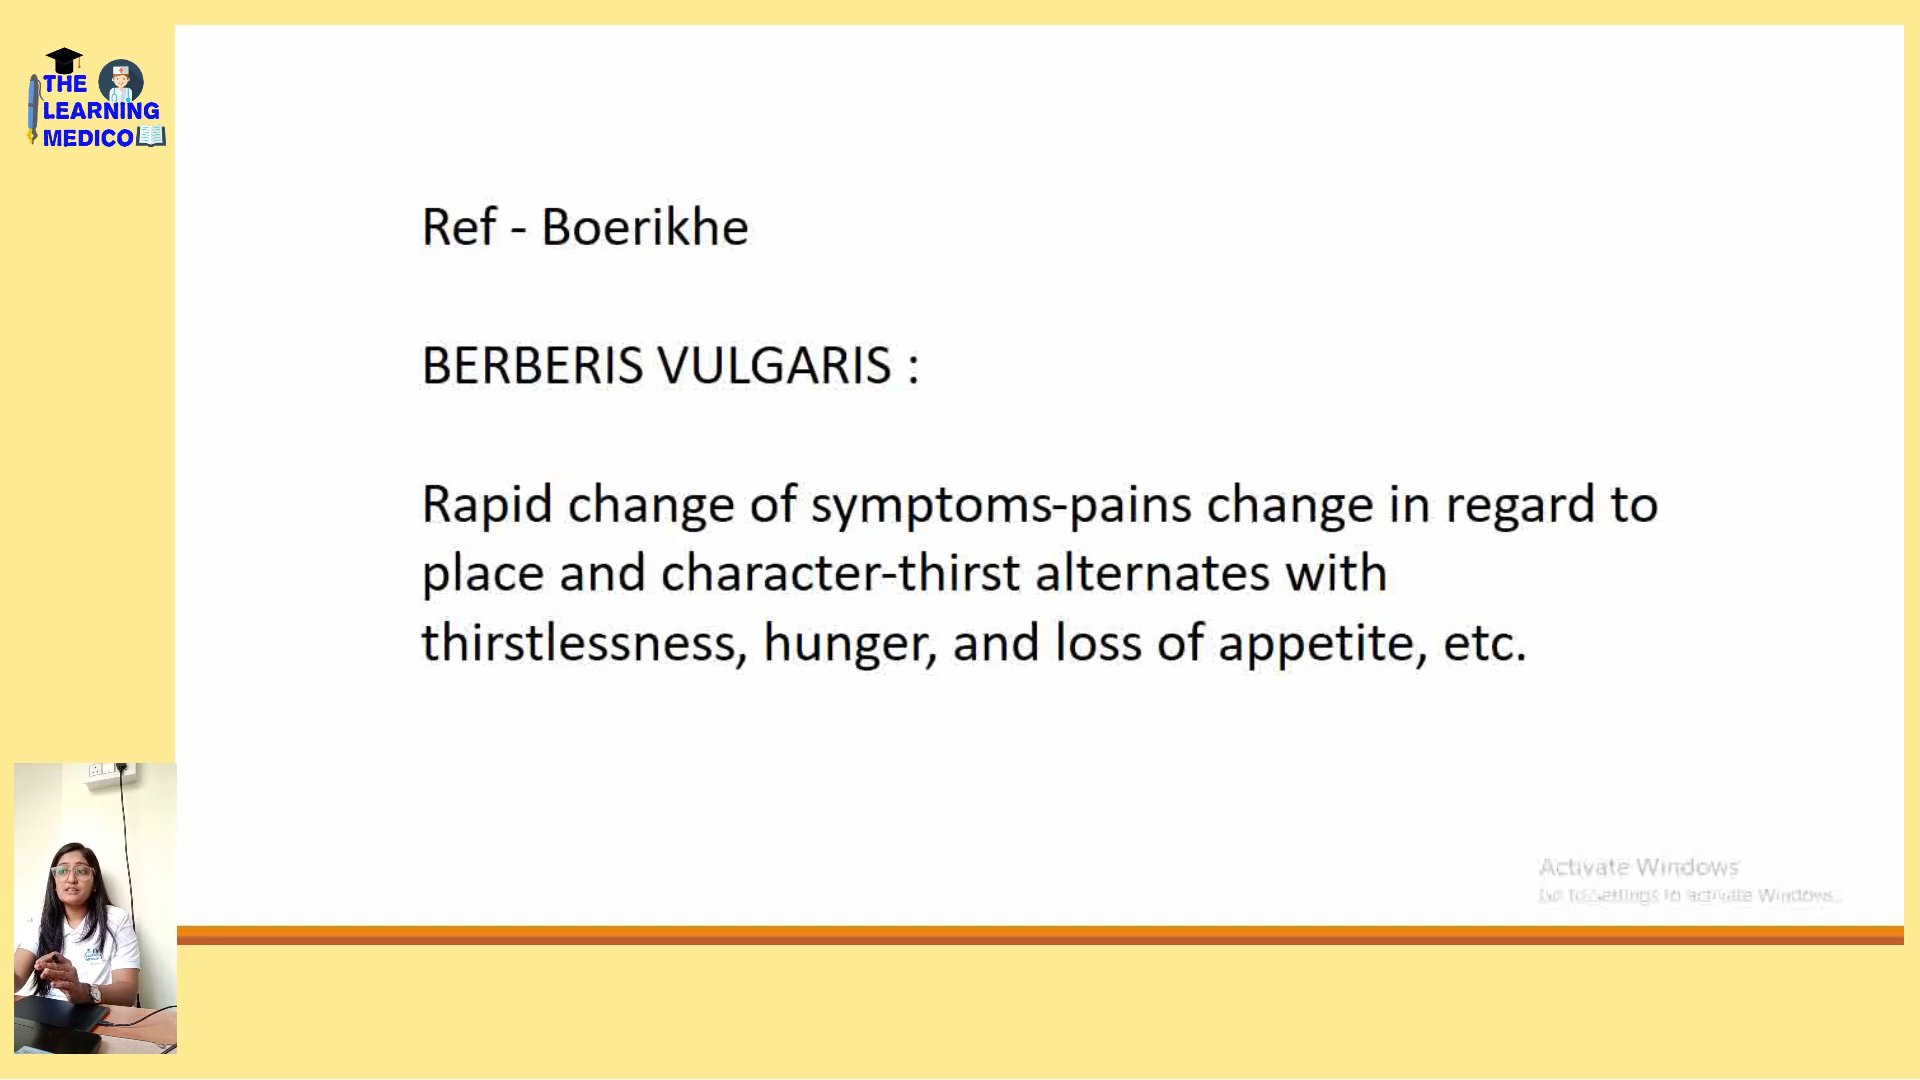 THE
LEARNING
MEDICO
Ref - Boerikhe
BERBERIS VULGARIS :
Rapid change of symptoms-pains change in regard to
place and character-thirst alternates with
thirstlessness, hunger, and loss of appetite, etc.
Activate Windows
Go to Settings to activate Windows.